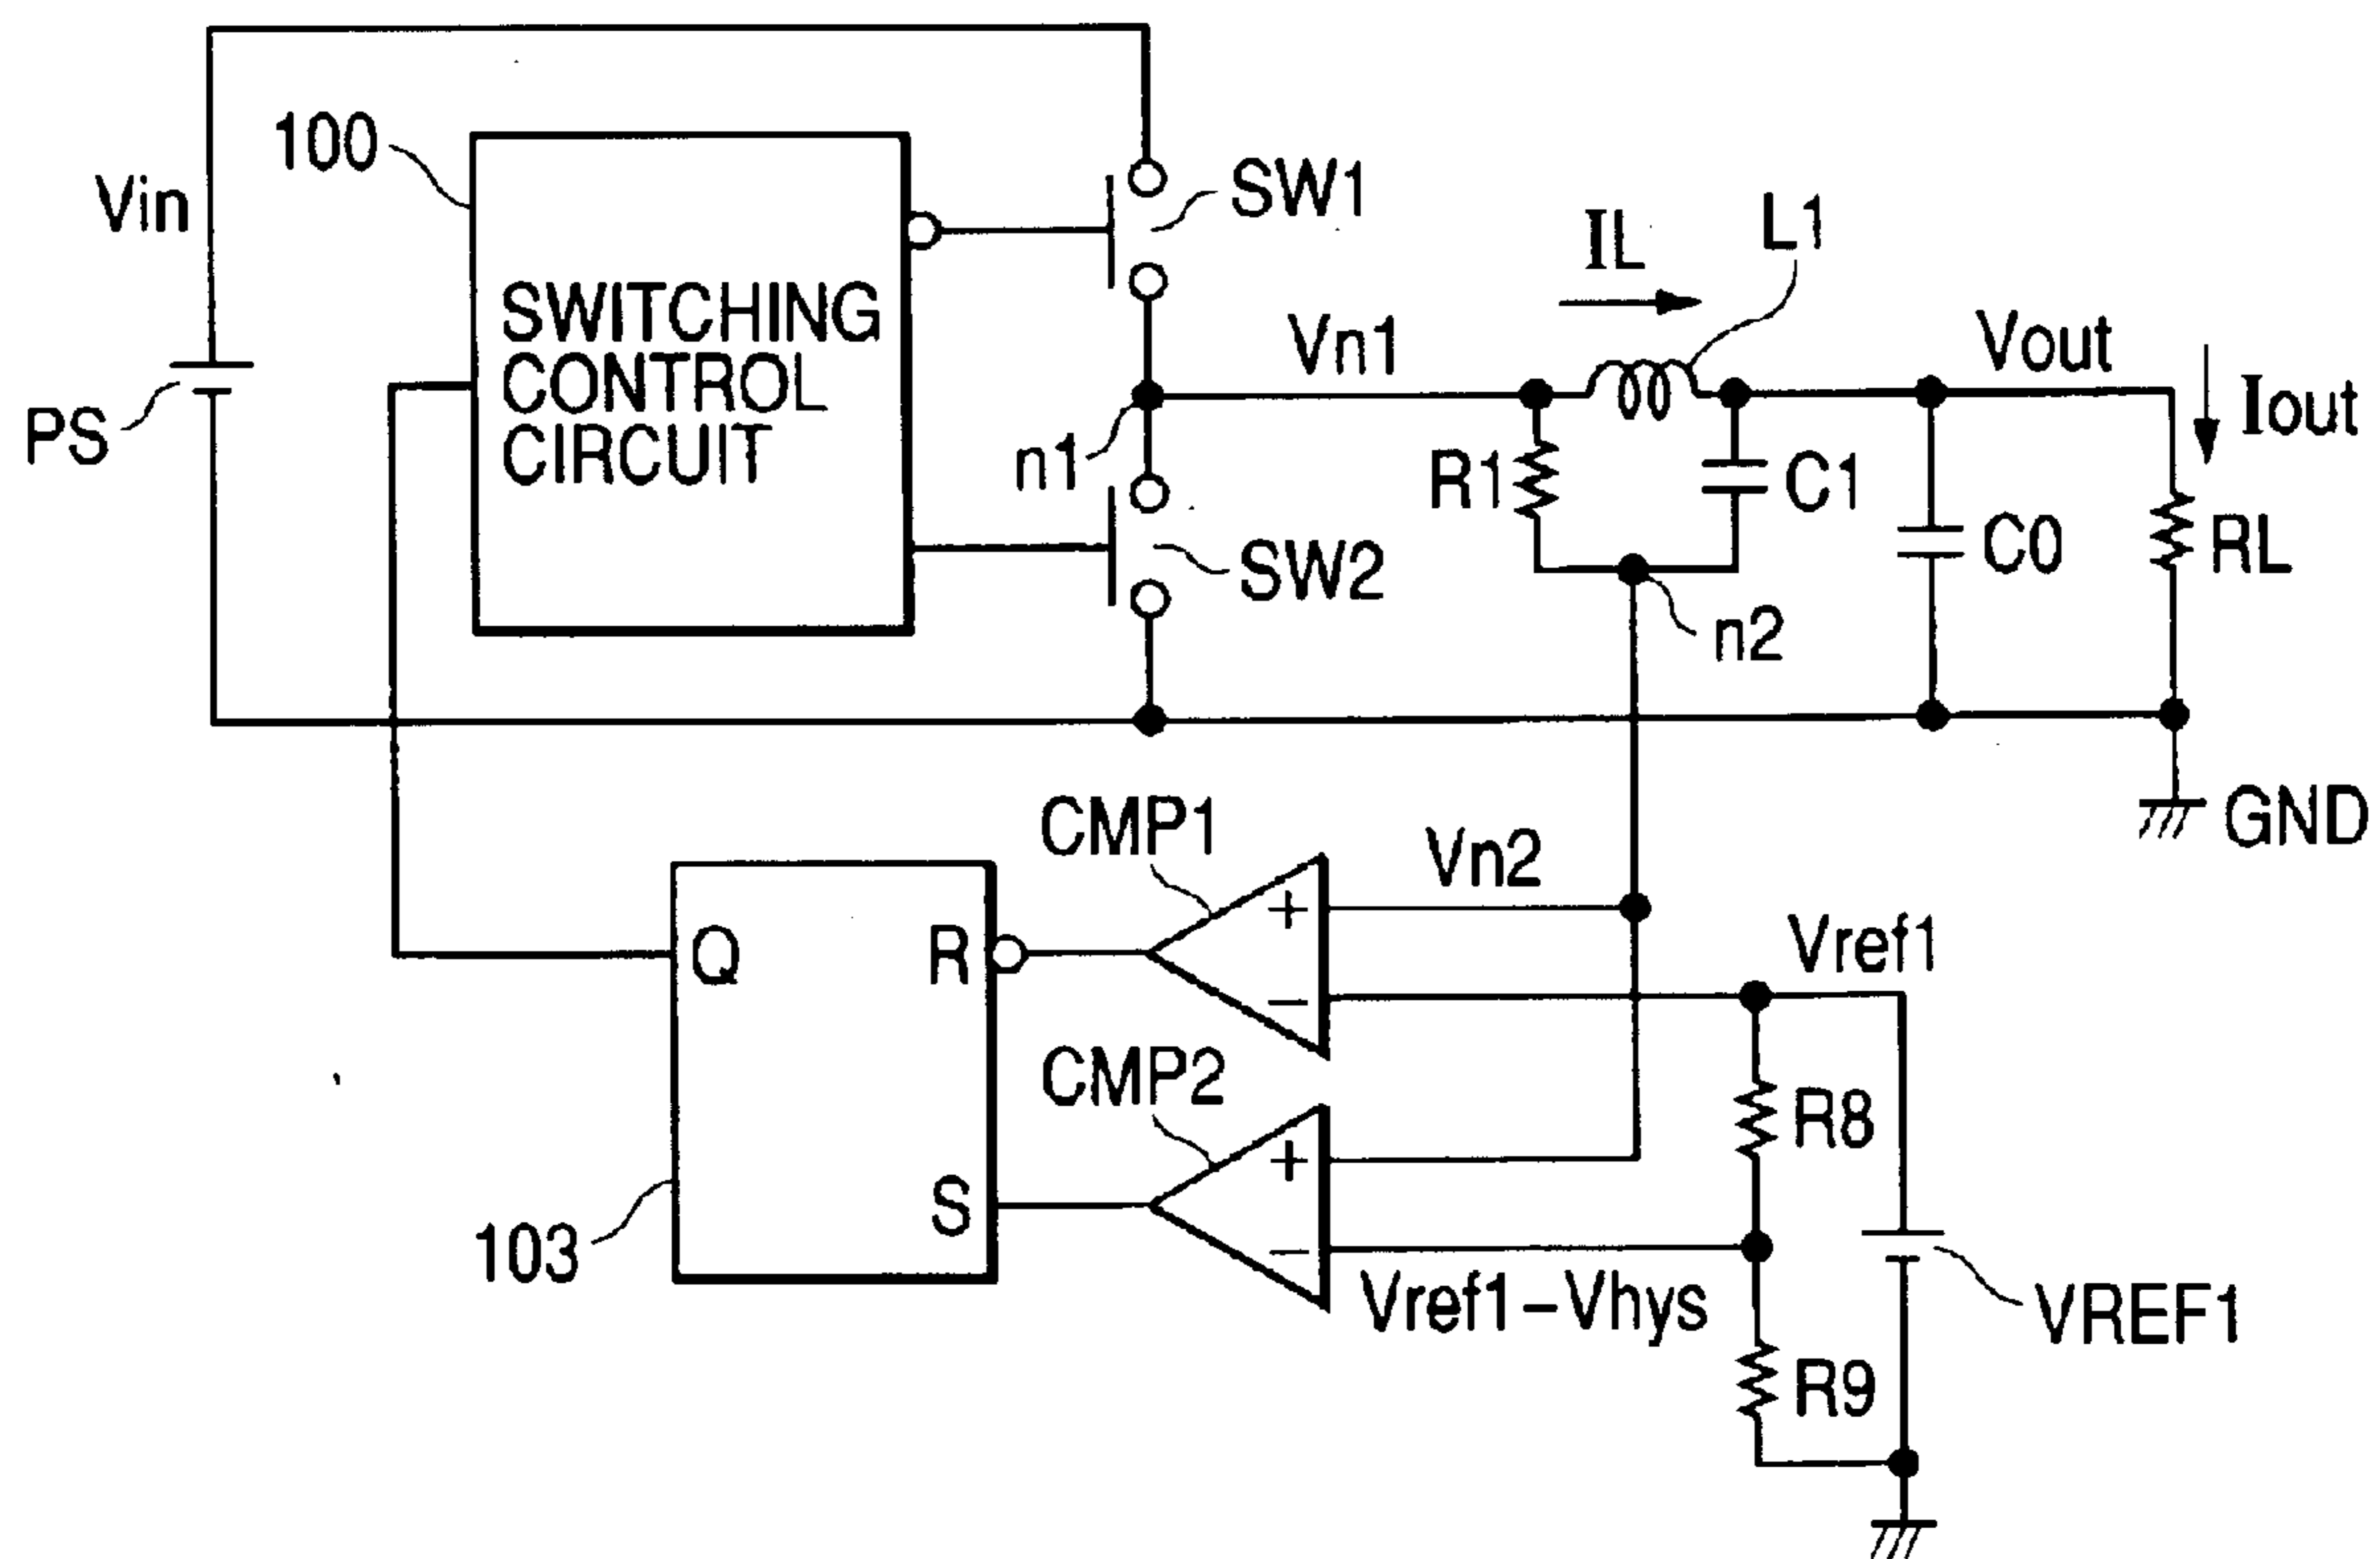 100
Vin
SW1
L1
IL
SWITCHING
CONTROL
CIRCUIT
Vn1
Vout
Iout
PS
n1
R1
C1
C0
RL
SW2
n2
GND
CMP1
Vn2
Vref1
Q
R
+
−
CMP2
R8
+
S
−
103
Vref1−Vhys
VREF1
R9